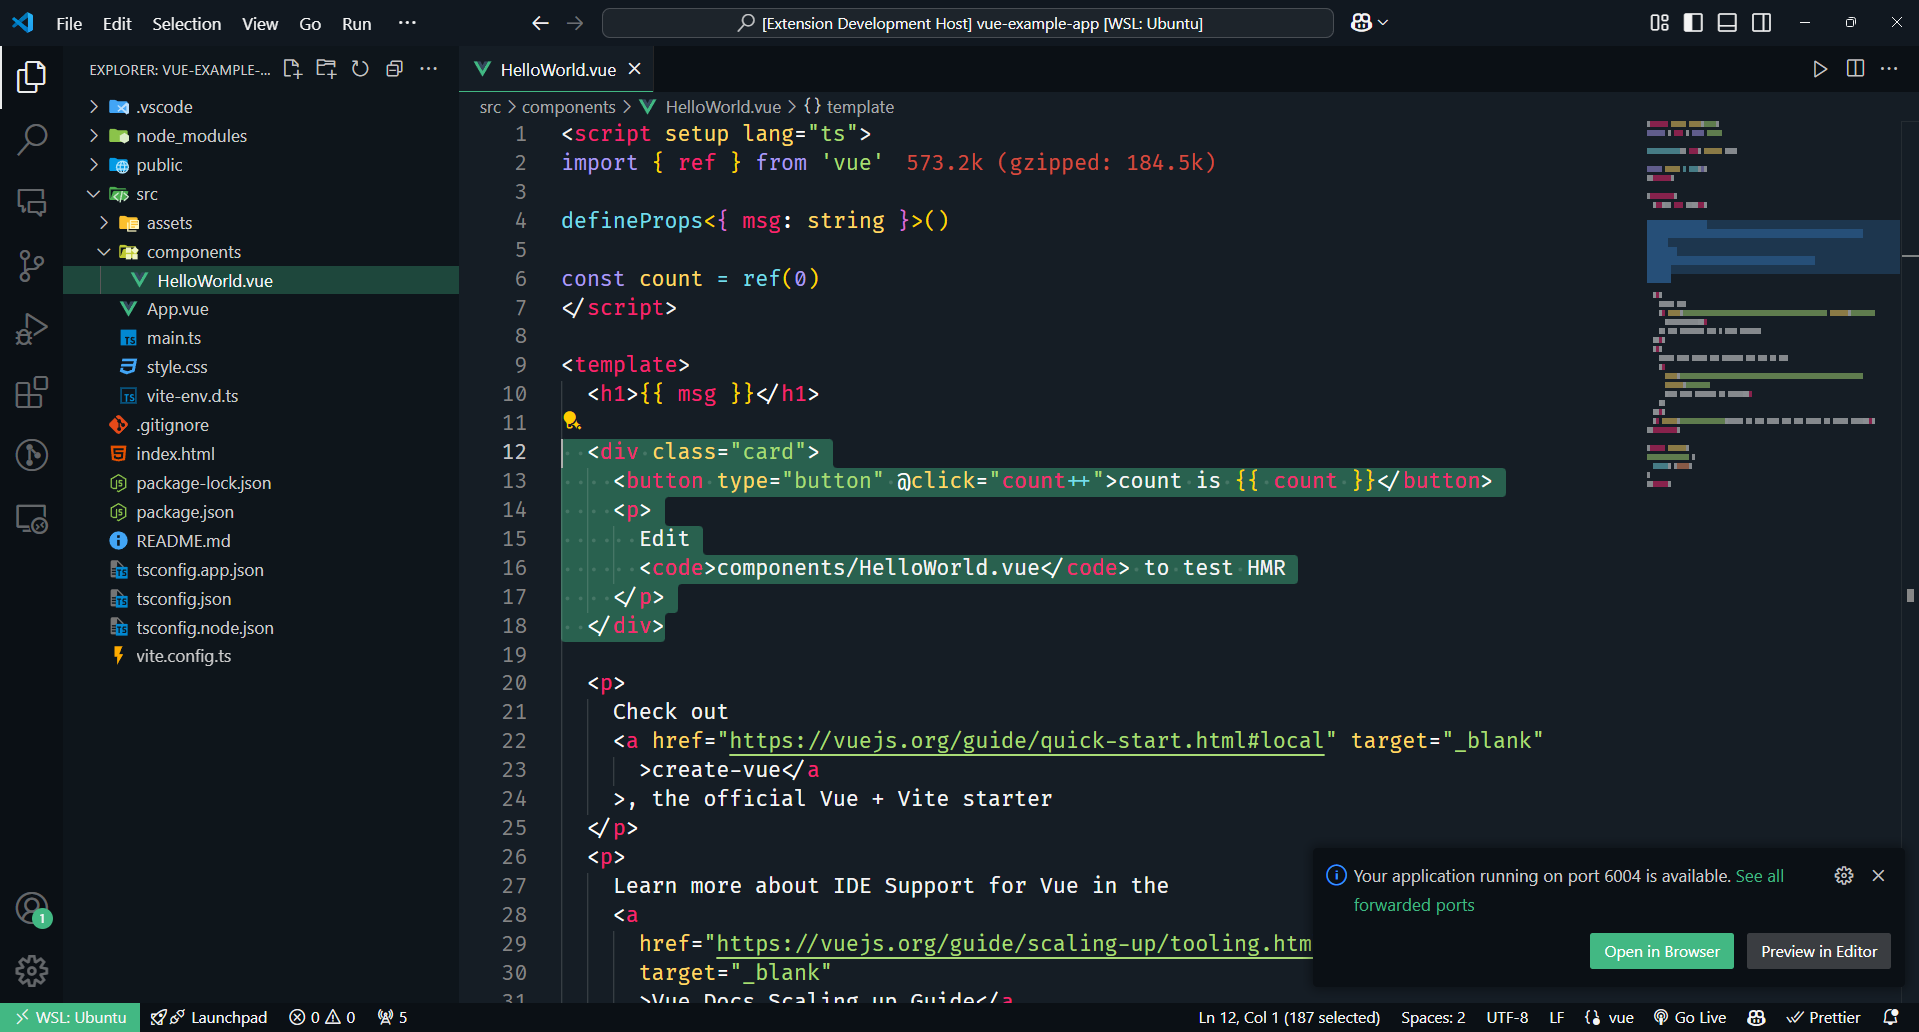 File Edit Selection View Go Run ···
[Extension Development Host] vue-example-app [WSL: Ubuntu]
EXPLORER: VUE-EXAMPLE-...
.vscode
node_modules
public
src
assets
components
HelloWorld.vue
App.vue
main.ts
style.css
vite-env.d.ts
.gitignore
index.html
package-lock.json
package.json
README.md
tsconfig.app.json
tsconfig.json
tsconfig.node.json
vite.config.ts
1
HelloWorld.vue
src > components > HelloWorld.vue > {} template
1 <script setup lang="ts">
2 import { ref } from 'vue' 573.2k (gzipped: 184.5k)
3
4 defineProps<{ msg: string }>()
5
6 const count = ref(0)
7 </script>
8
9 <template>
10 <h1>{{ msg }}</h1>
11
12 <div class="card">
13 <button type="button" @click="count++">count is {{ count }}</button>
14 <p>
15 Edit
16 <code>components/HelloWorld.vue</code> to test HMR
17 </p>
18 </div>
19
20 <p>
21 Check out
22 <a href="https://vuejs.org/guide/quick-start.html#local" target="_blank"
23 >create-vue</a
24 >, the official Vue + Vite starter
25 </p>
26 <p>
27 Learn more about IDE Support for Vue in the
28 <a
29 href="https://vuejs.org/guide/scaling-up/tooling.htm
30 target="_blank"
31 >Vue Docs Scaling up Guide</a
Your application running on port 6004 is available. See all
forwarded ports
Open in Browser
Preview in Editor
WSL: Ubuntu Launchpad 0 0 5
Ln 12, Col 1 (187 selected) Spaces: 2 UTF-8 LF {} vue Go Live Prettier